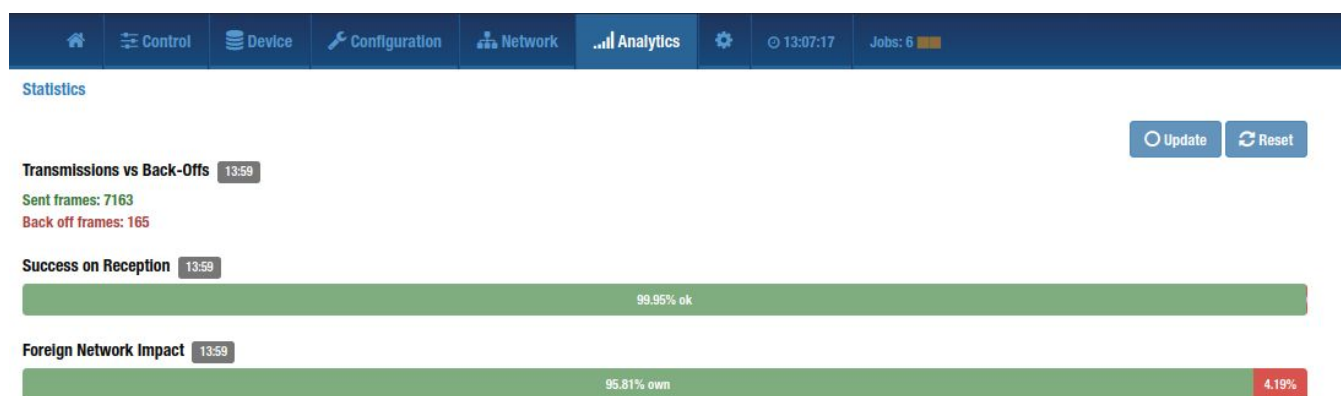 Control Device Configuration Network Analytics 13:07:17 Jobs: 6
Statistics
Update Reset
Transmissions vs Back-Offs 13:59
Sent frames: 7163
Back off frames: 165
Success on Reception 13:59
99.95% ok
Foreign Network Impact 13:59
95.81% own 4.19%